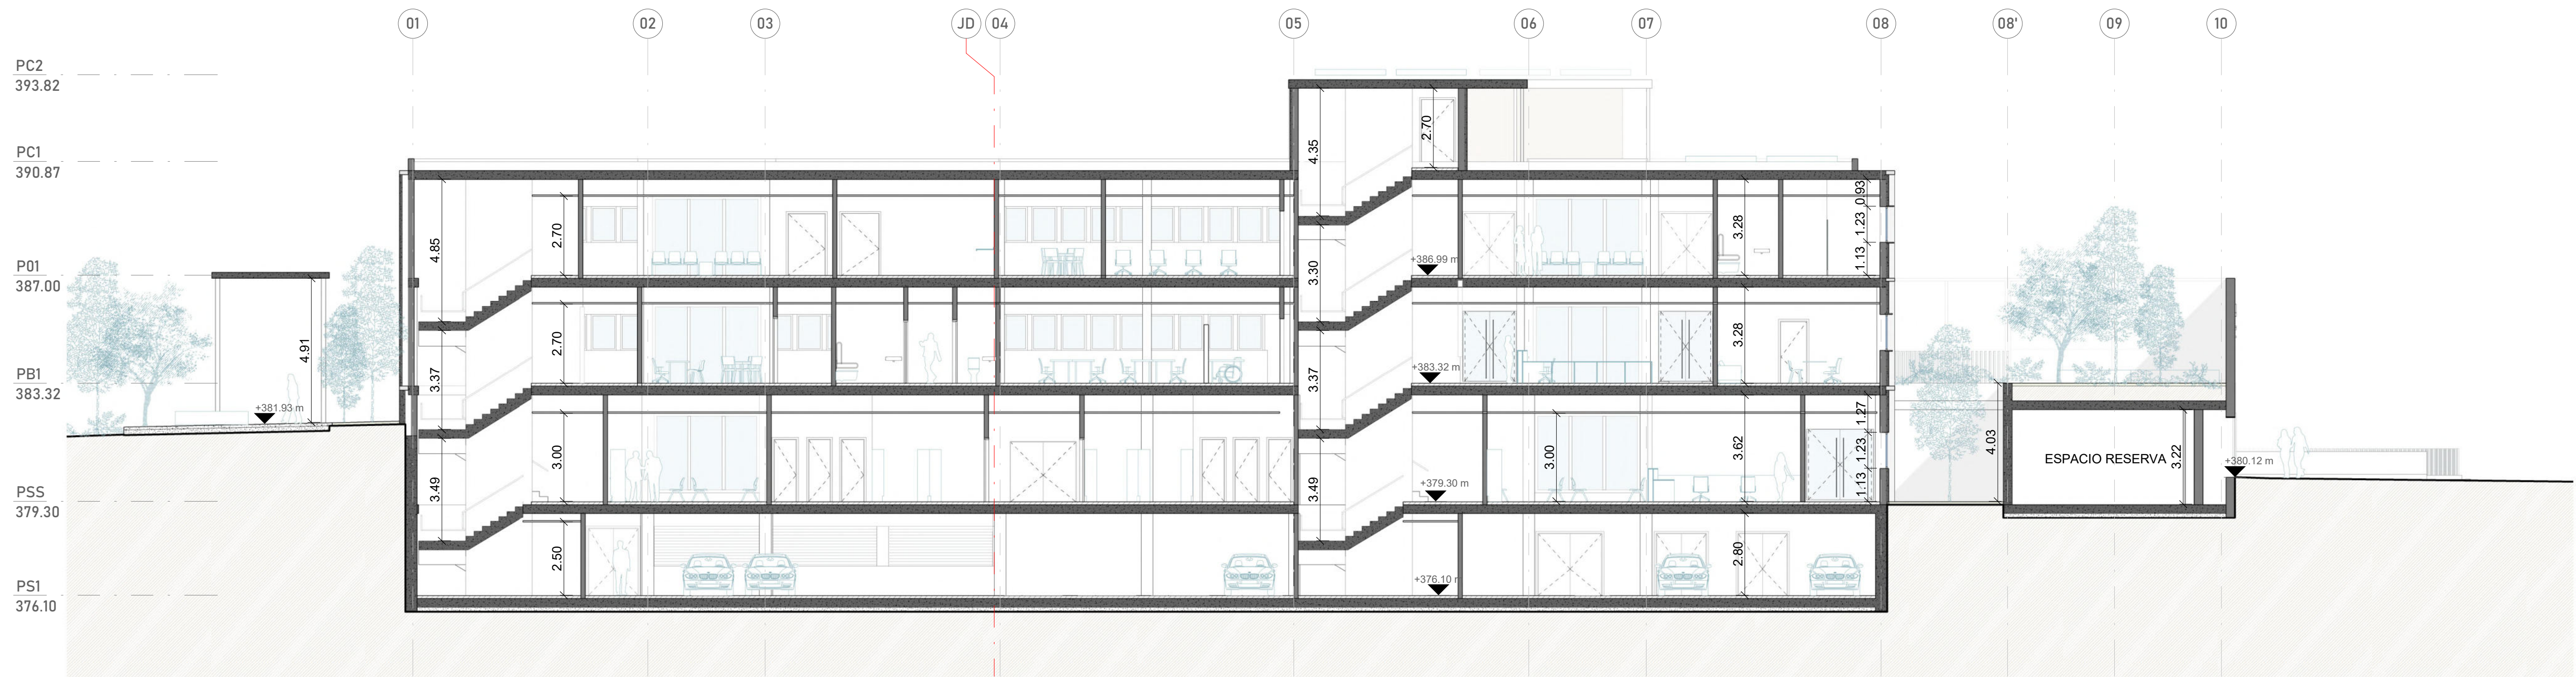 01 02 03 JD 04 05 06 07 08 08' 09 10
PC2
393.82
PC1
390.87
P01
387.00
PB1
383.32
PSS
379.30
PS1
376.10
4.35 2.70
4.85 2.70 3.28 0.93
1.23
1.13
3.30 +386.99 m
4.91 +381.93 m
3.37 2.70 3.37 +383.32 m 3.28
3.49 3.00 3.49 +379.30 m 3.00 3.62 1.27
1.23
1.13
4.03 ESPACIO RESERVA 3.22 +380.12 m
2.50 +376.10 2.80